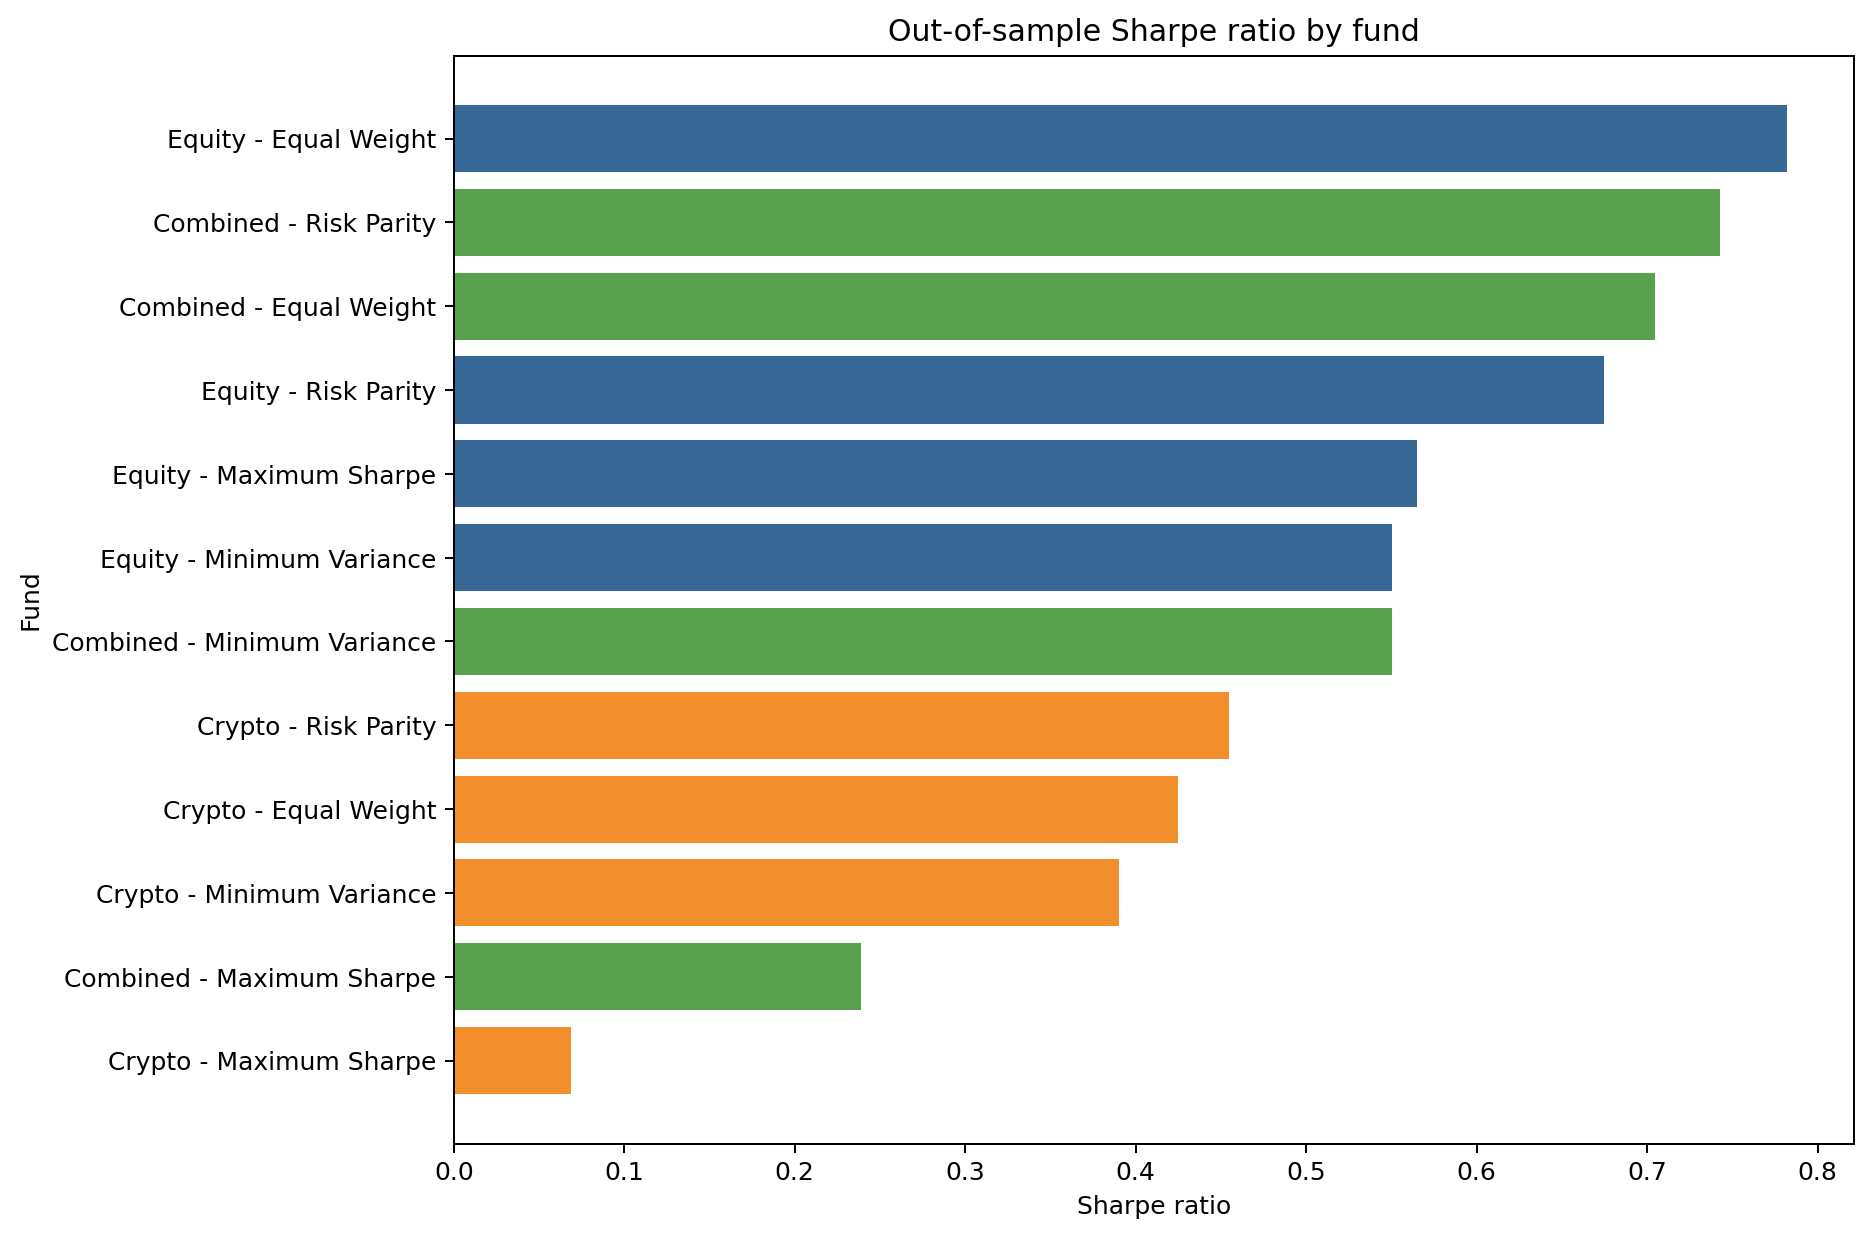 Out-of-sample Sharpe ratio by fund
Equity - Equal Weight
Combined - Risk Parity
Combined - Equal Weight
Equity - Risk Parity
Equity - Maximum Sharpe
Equity - Minimum Variance
Combined - Minimum Variance
Crypto - Risk Parity
Crypto - Equal Weight
Crypto - Minimum Variance
Combined - Maximum Sharpe
Crypto - Maximum Sharpe
Fund
0.0 0.1 0.2 0.3 0.4 0.5 0.6 0.7 0.8
Sharpe ratio